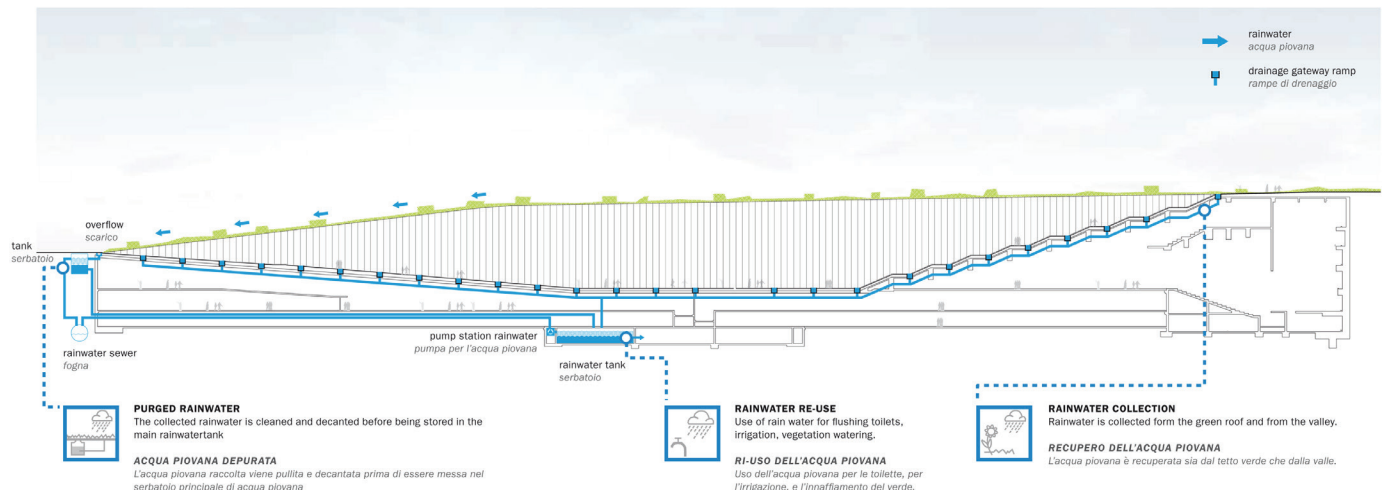 rainwater
acqua piovana
drainage gateway ramp
rampe di drenaggio
overflow
scarico
tank
serbatoio
pump station rainwater
pumpa per l'acqua piovana
rainwater sewer
fogna
rainwater tank
serbatoio
PURGED RAINWATER
The collected rainwater is cleaned and decanted before being stored in the
main rainwatertank
ACQUA PIOVANA DEPURATA
L'acqua piovana raccolta viene pullita e decantata prima di essere messa nel
serbatoio principale di acqua piovana
RAINWATER RE-USE
Use of rain water for flushing toilets,
irrigation, vegetation watering.
RI-USO DELL'ACQUA PIOVANA
Uso dell'acqua piovana per le toilette, per
l'irrigazione, e l'innaffiamento del verde.
RAINWATER COLLECTION
Rainwater is collected form the green roof and from the valley.
RECUPERO DELL'ACQUA PIOVANA
L'acqua piovana è recuperata sia dal tetto verde che dalla valle.